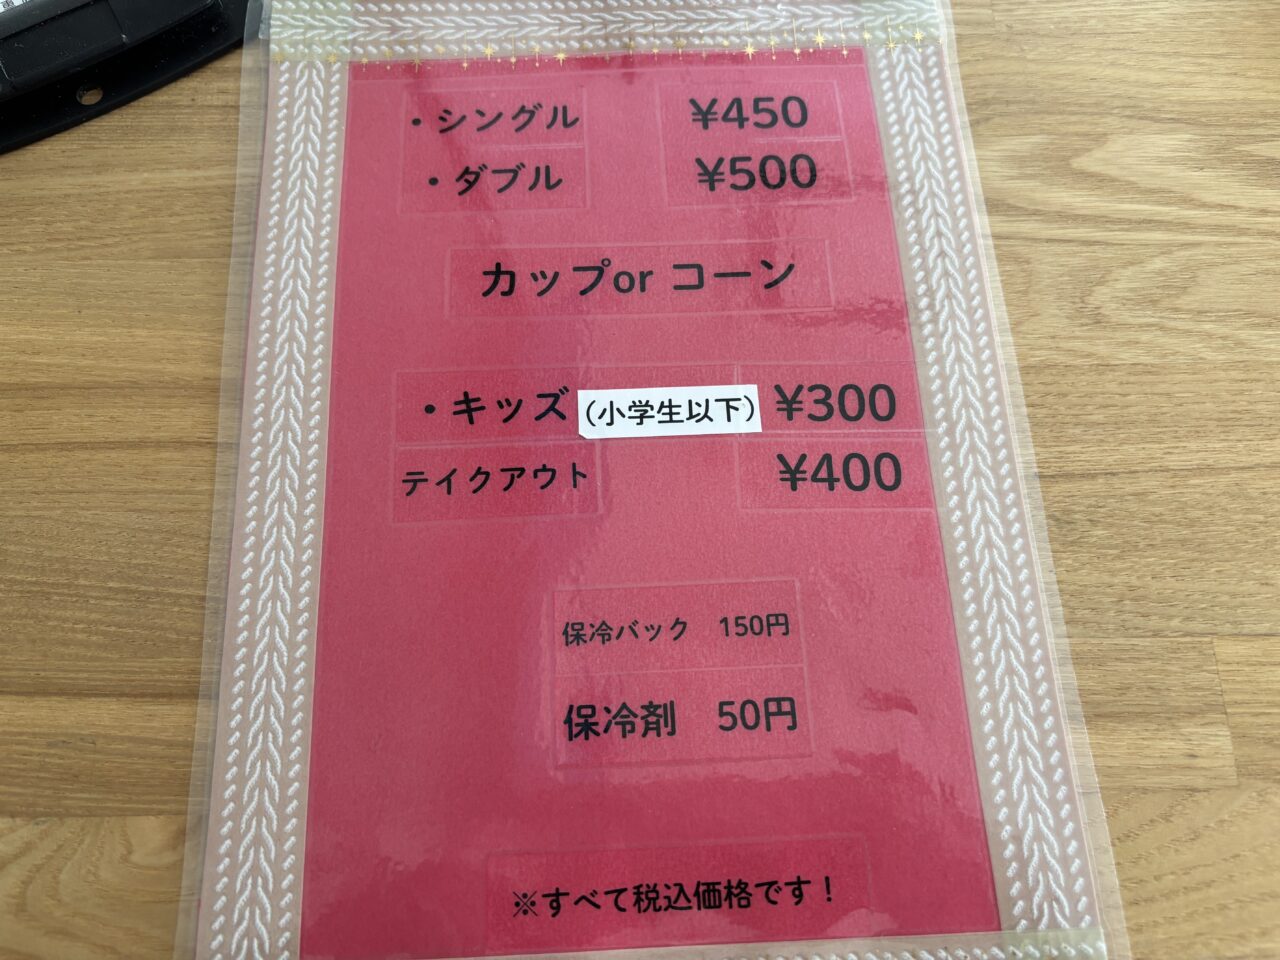 ・シングル ¥450
・ダブル ¥500
カップor コーン
・キッズ（小学生以下） ¥300
テイクアウト ¥400
保冷バック 150円
保冷剤 50円
※すべて税込価格です！